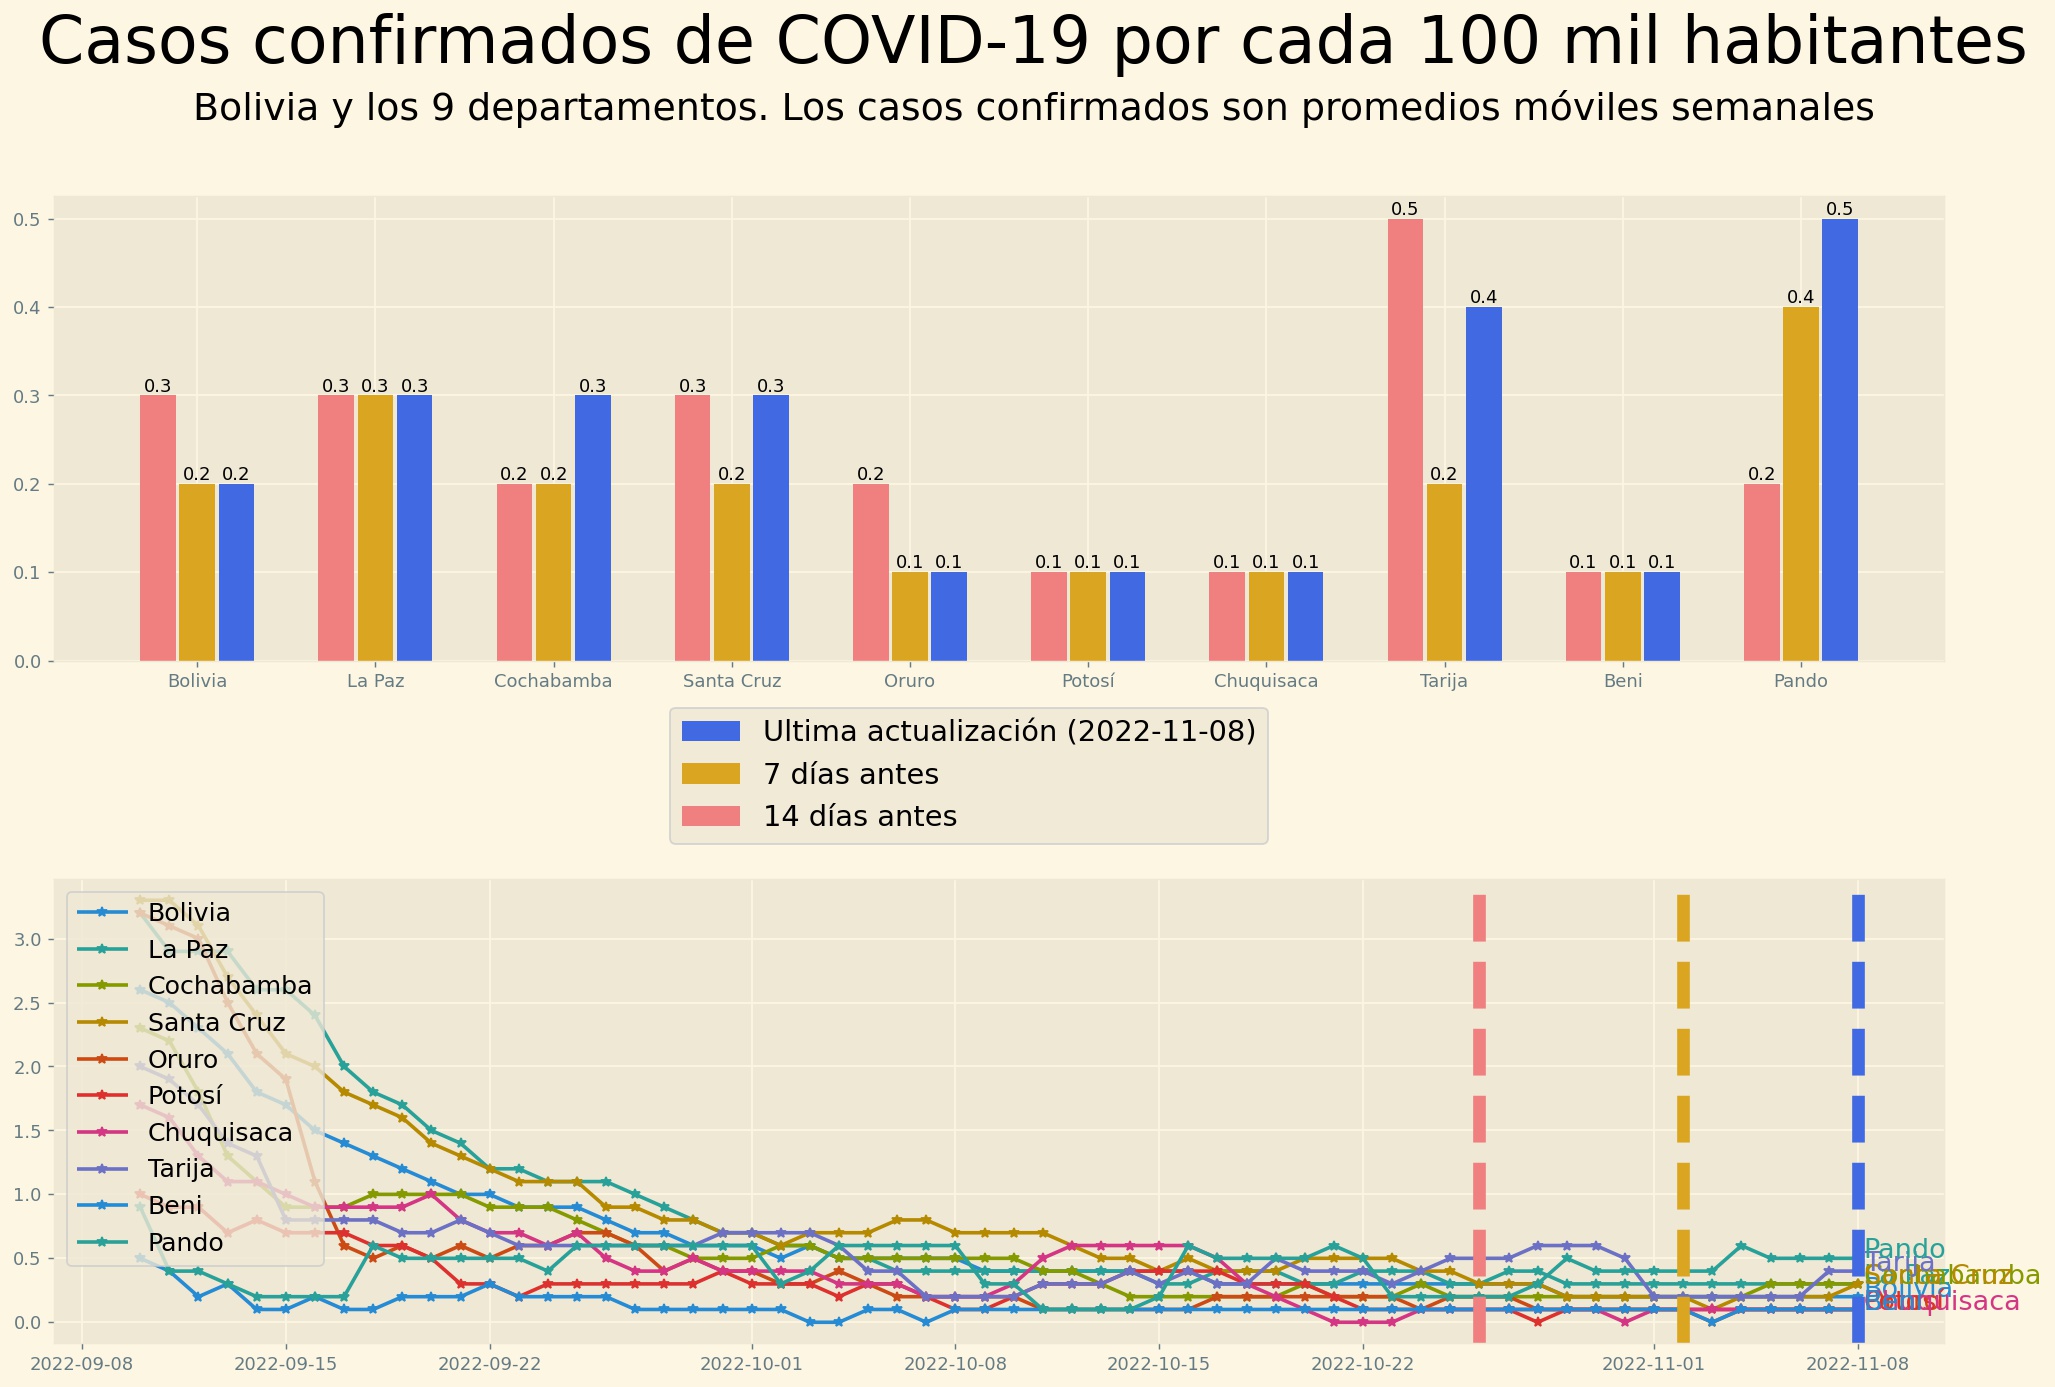 Casos confirmados de COVID-19 por cada 100 mil habitantes
Bolivia y los 9 departamentos. Los casos confirmados son promedios móviles semanales
0.5
0.4
0.3
0.2
0.1
0.0
0.3 0.2 0.2
0.3 0.3 0.3
0.2 0.2 0.3
0.3 0.2 0.3
0.2 0.1 0.1
0.1 0.1 0.1
0.1 0.1 0.1
0.5 0.2 0.4
0.1 0.1 0.1
0.2 0.4 0.5
Bolivia La Paz Cochabamba Santa Cruz Oruro Potosí Chuquisaca Tarija Beni Pando
Ultima actualización (2022-11-08)
7 días antes
14 días antes
3.0
2.5
2.0
1.5
1.0
0.5
0.0
Bolivia
La Paz
Cochabamba
Santa Cruz
Oruro
Potosí
Chuquisaca
Tarija
Beni
Pando
Pando
Tarija
Bolivia
2022-09-08 2022-09-15 2022-09-22 2022-10-01 2022-10-08 2022-10-15 2022-10-22 2022-11-01 2022-11-08